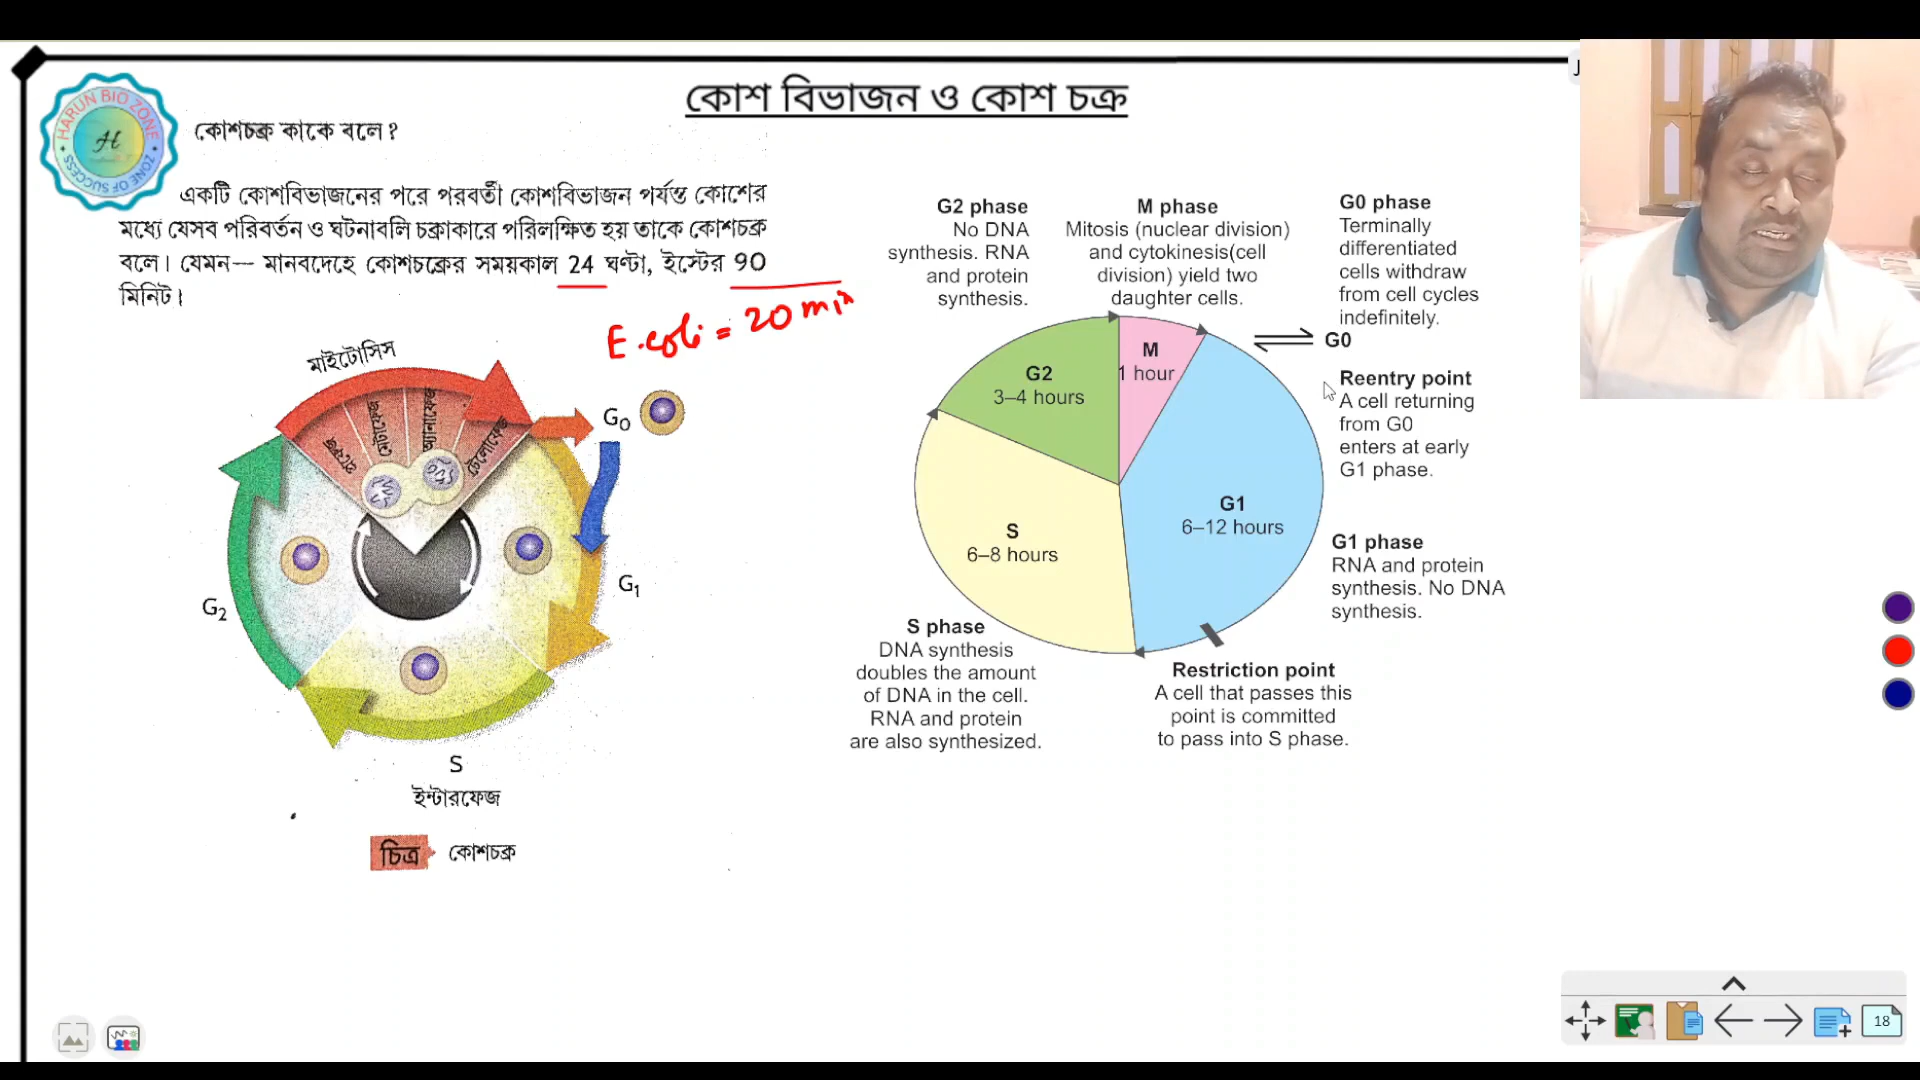 কোশ বিভাজন ও কোশ চক্র
HARUN BIO ZONE
H
ZONE OF SUCCESS
কোশচক্র কাকে বলে ?
একটি কোশবিভাজনের পরে পরবর্তী কোশবিভাজন পর্যন্ত কোশের
মধ্যে যেসব পরিবর্তন ও ঘটনাবলি চক্রাকারে পরিলক্ষিত হয় তাকে কোশচক্র
বলে। যেমন— মানবদেহে কোশচক্রের সময়কাল 24 ঘণ্টা, ইস্টের 90
মিনিট।
E.coli = 20 min
মাইটোসিস
প্রফেজ
মেটাফেজ
অ্যানাফেজ
টেলোফেজ
G₀
G₁
G₂
S
ইন্টারফেজ
চিত্র
কোশচক্র
G2 phase
No DNA
synthesis. RNA
and protein
synthesis.
M phase
Mitosis (nuclear division)
and cytokinesis(cell
division) yield two
daughter cells.
G0 phase
Terminally
differentiated
cells withdraw
from cell cycles
indefinitely.
G0
Reentry point
A cell returning
from G0
enters at early
G1 phase.
G2
3–4 hours
M
1 hour
G1
6–12 hours
S
6–8 hours
G1 phase
RNA and protein
synthesis. No DNA
synthesis.
S phase
DNA synthesis
doubles the amount
of DNA in the cell.
RNA and protein
are also synthesized.
Restriction point
A cell that passes this
point is committed
to pass into S phase.
J
18